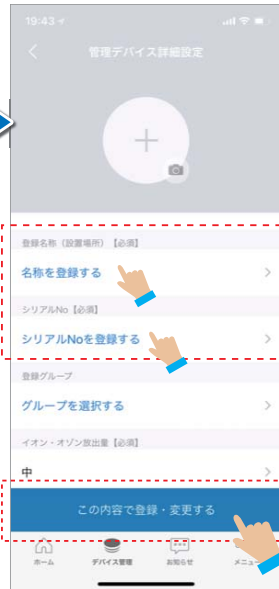 19:43
管理デバイス詳細設定
登録名称（設置場所）【必須】
名称を登録する
シリアルNo【必須】
シリアルNoを登録する
登録グループ
グループを選択する
イオン・オゾン放出量【必須】
中
この内容で登録・変更する
ホーム
デバイス管理
お知らせ
メニュー